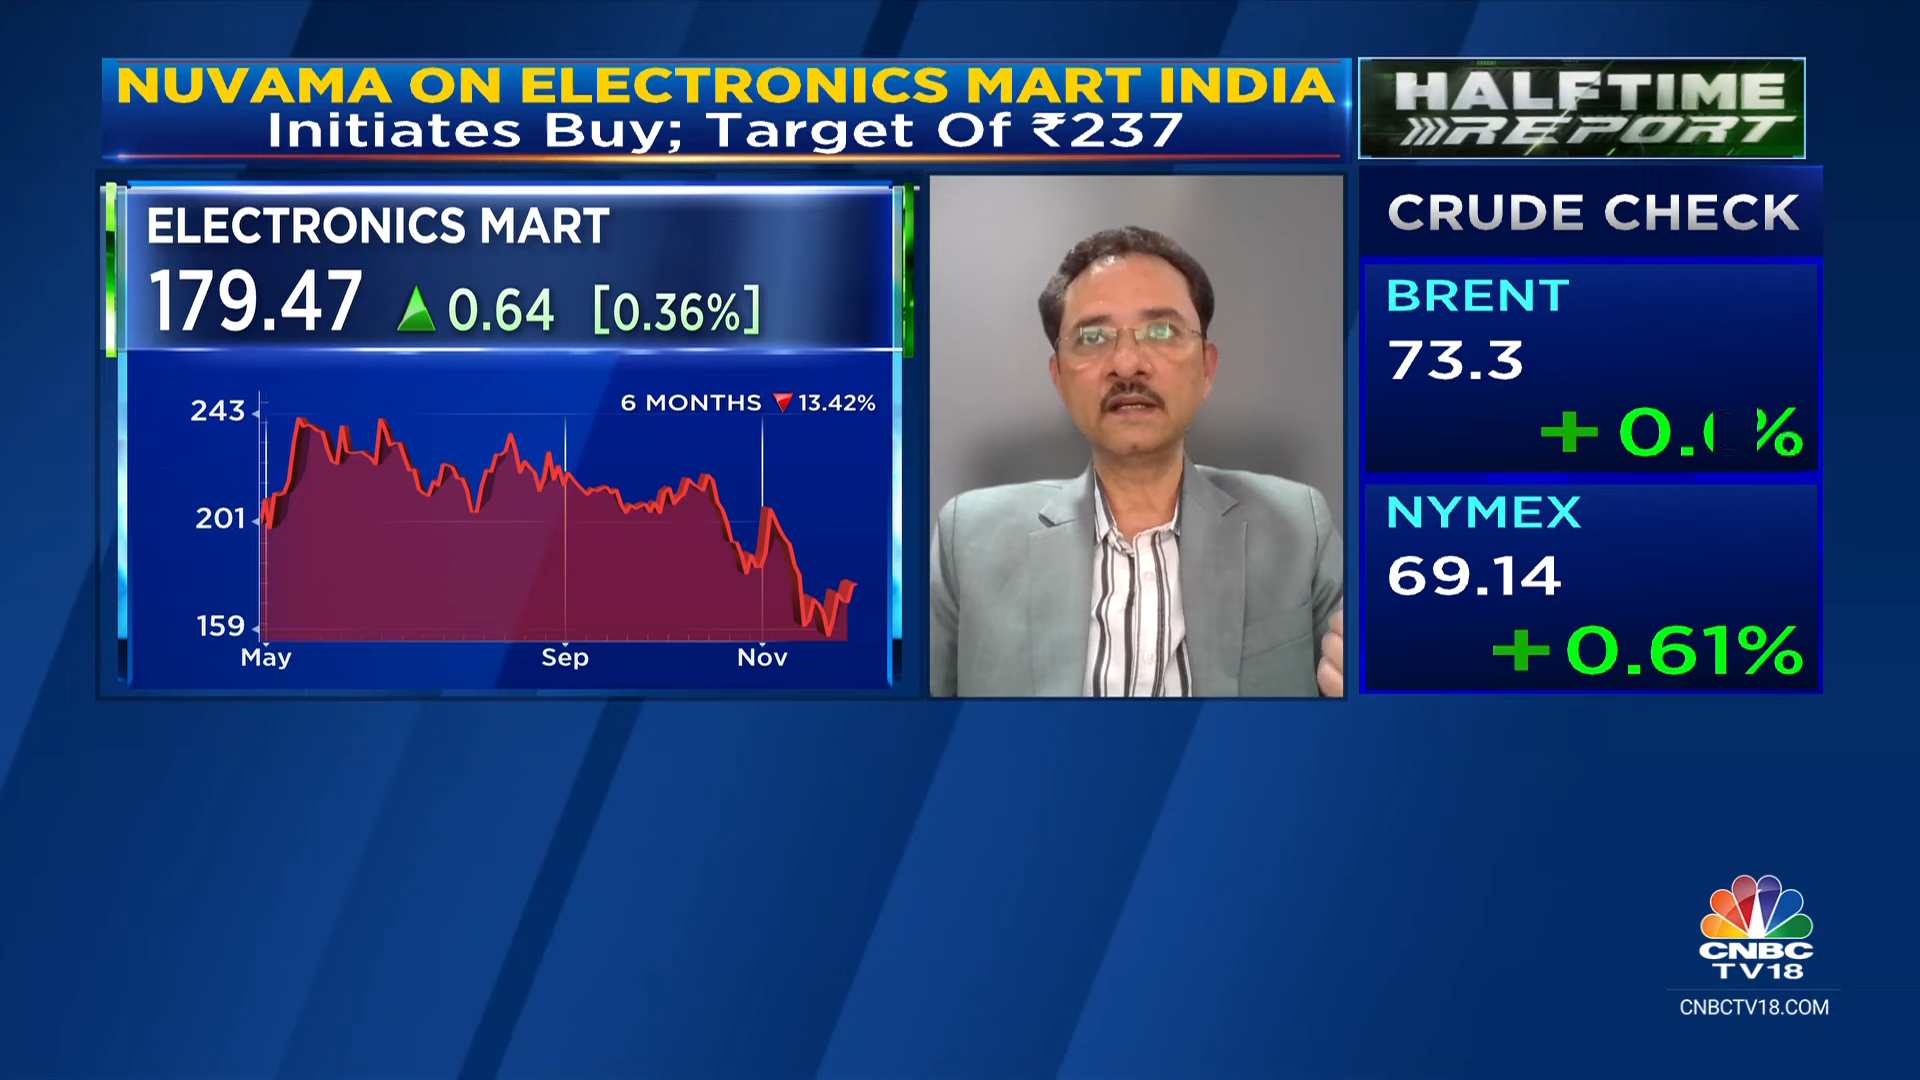 NUVAMA ON ELECTRONICS MART INDIA
Initiates Buy; Target Of ₹237
HALFTIME
REPORT
ELECTRONICS MART
179.47 ▲ 0.64 [0.36%]
6 MONTHS ▼ 13.42%
243
201
159
May Sep Nov
CRUDE CHECK
BRENT
73.3
NYMEX
69.14
+0.61%
CNBC
TV18
CNBCTV18.COM